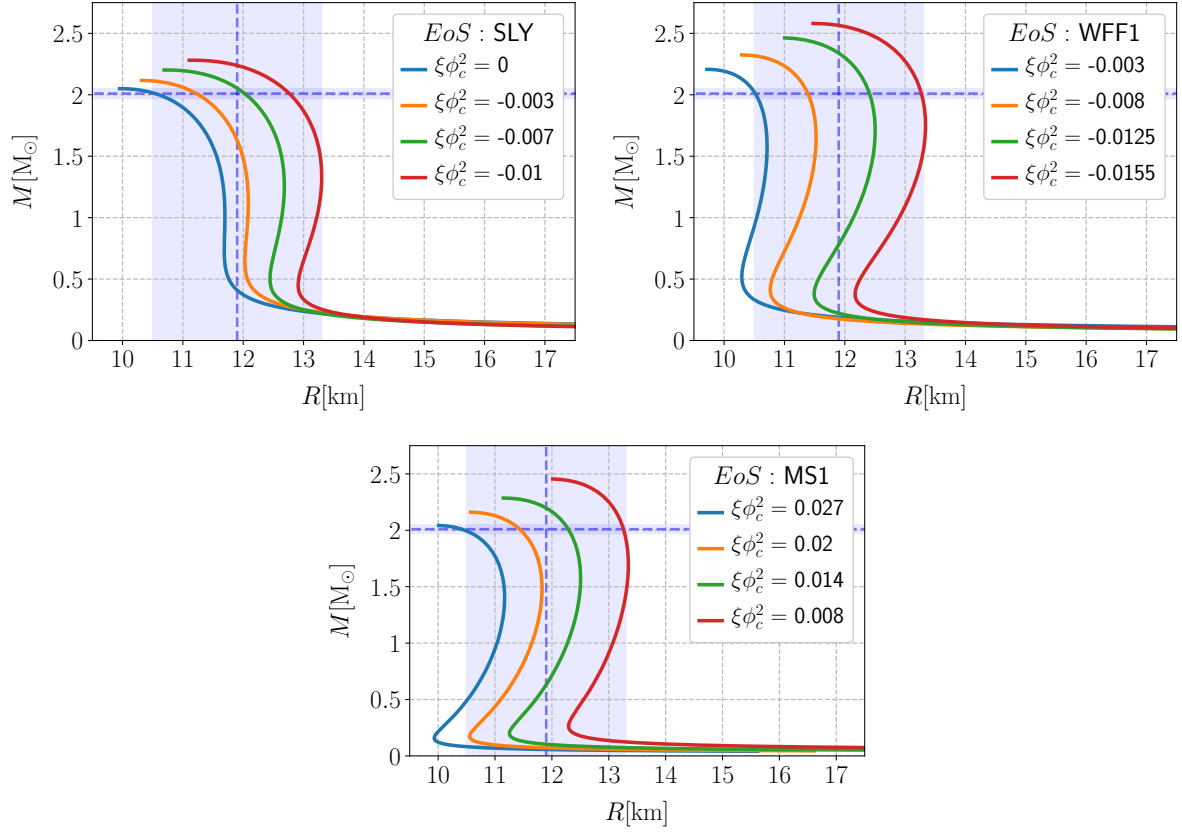 EoS : SLY
ξϕ_c^2 = 0
ξϕ_c^2 = -0.003
ξϕ_c^2 = -0.007
ξϕ_c^2 = -0.01
M[M⊙]
2.5
2
1.5
1
0.5
0
10 11 12 13 14 15 16 17
R[km]
EoS : WFF1
ξϕ_c^2 = -0.003
ξϕ_c^2 = -0.008
ξϕ_c^2 = -0.0125
ξϕ_c^2 = -0.0155
M[M⊙]
2.5
2
1.5
1
0.5
0
10 11 12 13 14 15 16 17
R[km]
EoS : MS1
ξϕ_c^2 = 0.027
ξϕ_c^2 = 0.02
ξϕ_c^2 = 0.014
ξϕ_c^2 = 0.008
M[M⊙]
2.5
2
1.5
1
0.5
0
10 11 12 13 14 15 16 17
R[km]